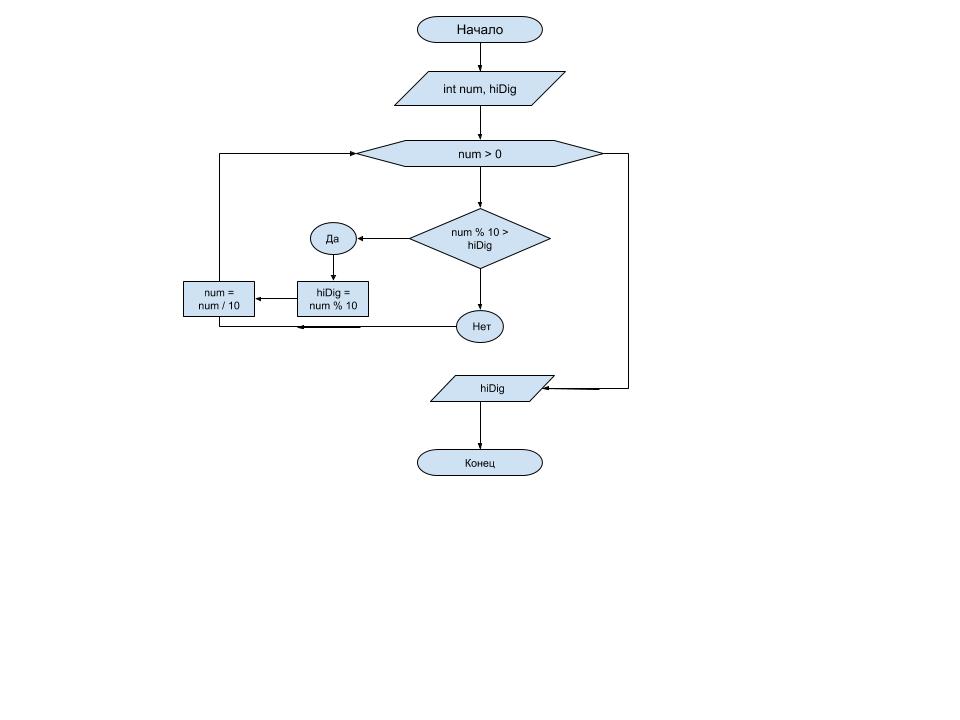 Начало
int num, hiDig
num > 0
num % 10 >
hiDig
Да
num =
num / 10
hiDig =
num % 10
Нет
hiDig
Конец